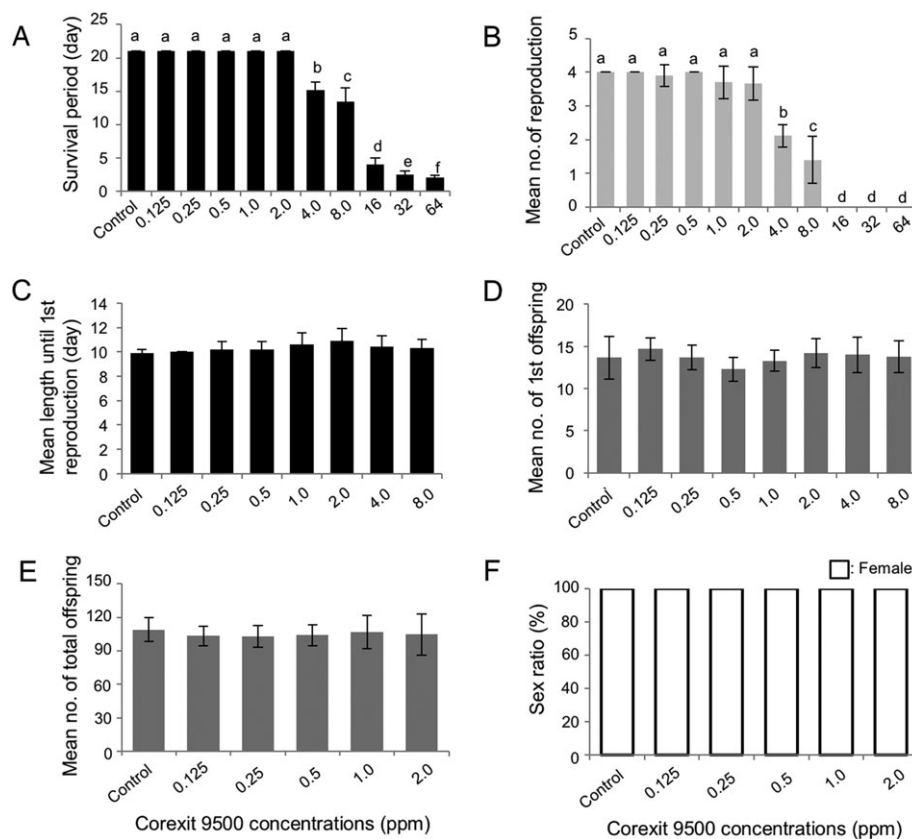 A
Survival period (day)
25
20
15
10
5
0
a a a a a a b c d e f
Control 0.125 0.25 0.5 1.0 2.0 4.0 8.0 16 32 64
B
Mean no. of reproduction
5
4
3
2
1
0
a a a a a a b c d d d
Control 0.125 0.25 0.5 1.0 2.0 4.0 8.0 16 32 64
C
Mean length until 1st
reproduction (day)
14
12
10
8
6
4
2
0
Control 0.125 0.25 0.5 1.0 2.0 4.0 8.0
D
Mean no. of 1st offspring
20
15
10
5
0
Control 0.125 0.25 0.5 1.0 2.0 4.0 8.0
E
Mean no. of total offspring
150
120
90
60
30
0
Control 0.125 0.25 0.5 1.0 2.0
Corexit 9500 concentrations (ppm)
F
: Female
Sex ratio (%)
100
80
60
40
20
0
Control 0.125 0.25 0.5 1.0 2.0
Corexit 9500 concentrations (ppm)